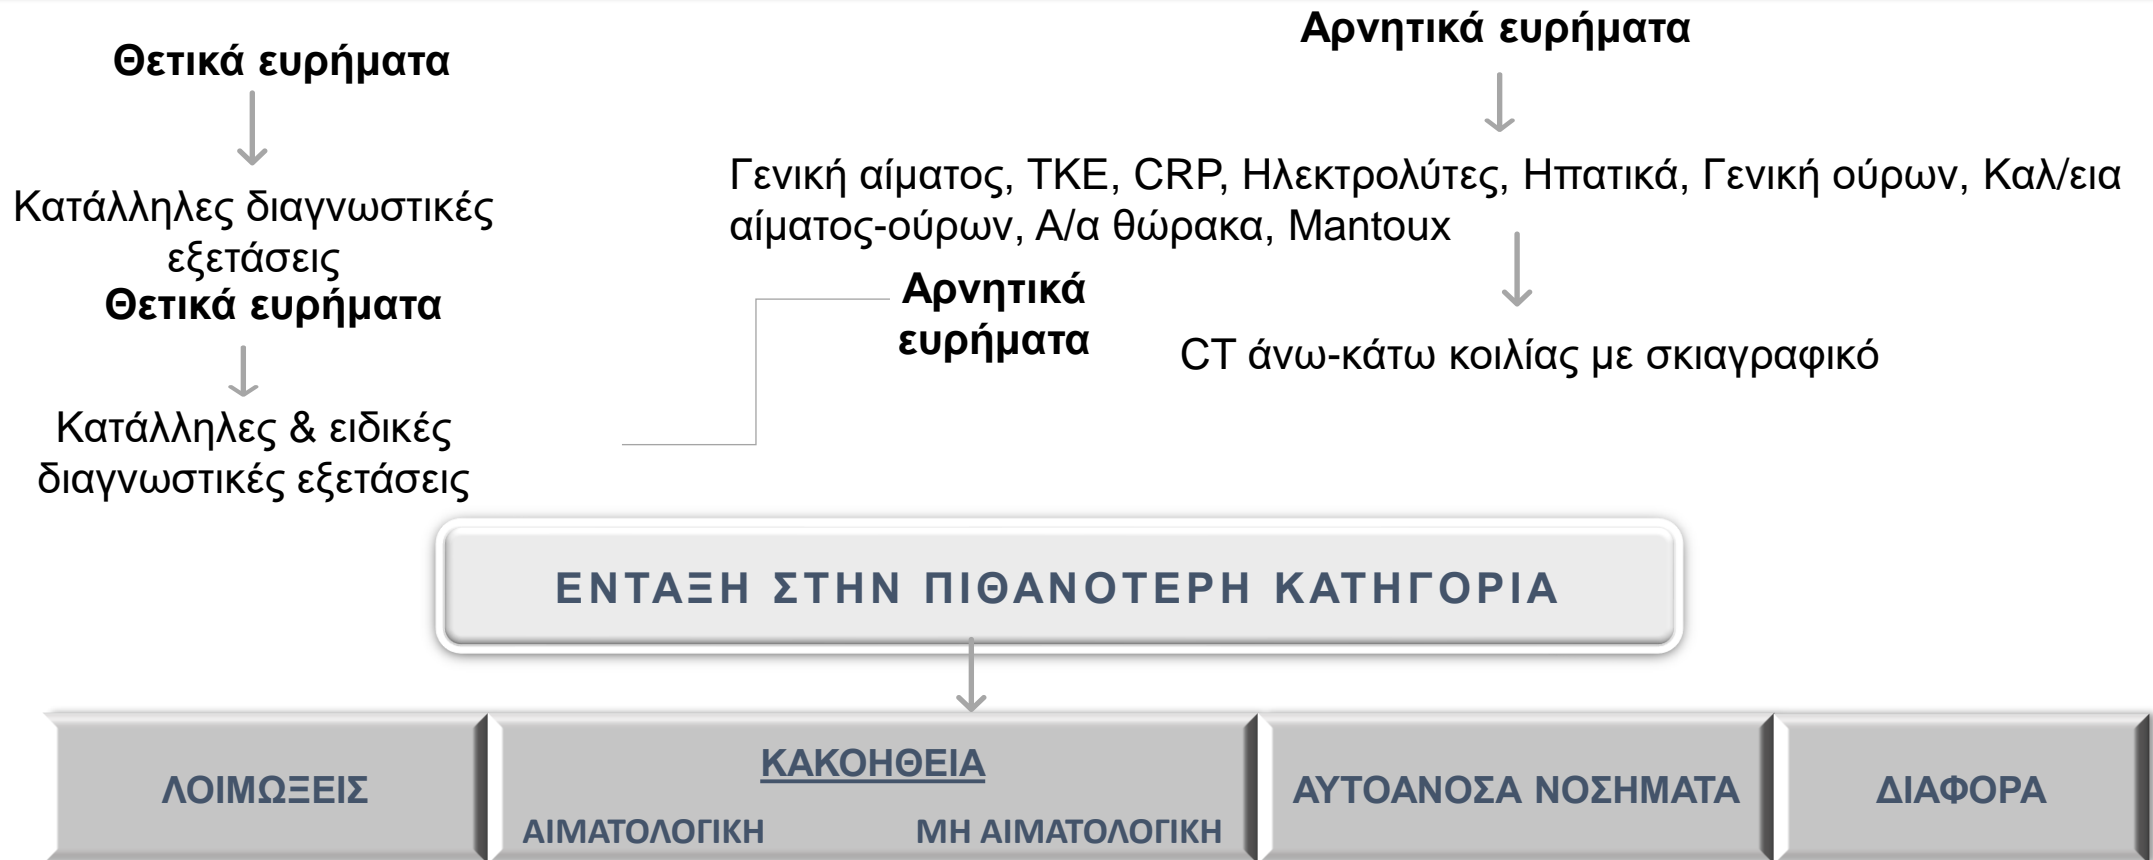 Θετικά ευρήματα
Αρνητικά ευρήματα
Κατάλληλες διαγνωστικές
εξετάσεις
Γενική αίματος, ΤΚΕ, CRP, Ηλεκτρολύτες, Ηπατικά, Γενική ούρων, Καλ/εια
αίματος-ούρων, Α/α θώρακα, Mantoux
Θετικά ευρήματα
Αρνητικά
ευρήματα
CT άνω-κάτω κοιλίας με σκιαγραφικό
Κατάλληλες & ειδικές
διαγνωστικές εξετάσεις
ΕΝΤΑΞΗ ΣΤΗΝ ΠΙΘΑΝΟΤΕΡΗ ΚΑΤΗΓΟΡΙΑ
ΛΟΙΜΩΞΕΙΣ
ΚΑΚΟΗΘΕΙΑ
ΑΙΜΑΤΟΛΟΓΙΚΗ ΜΗ ΑΙΜΑΤΟΛΟΓΙΚΗ
ΑΥΤΟΑΝΟΣΑ ΝΟΣΗΜΑΤΑ
ΔΙΑΦΟΡΑ